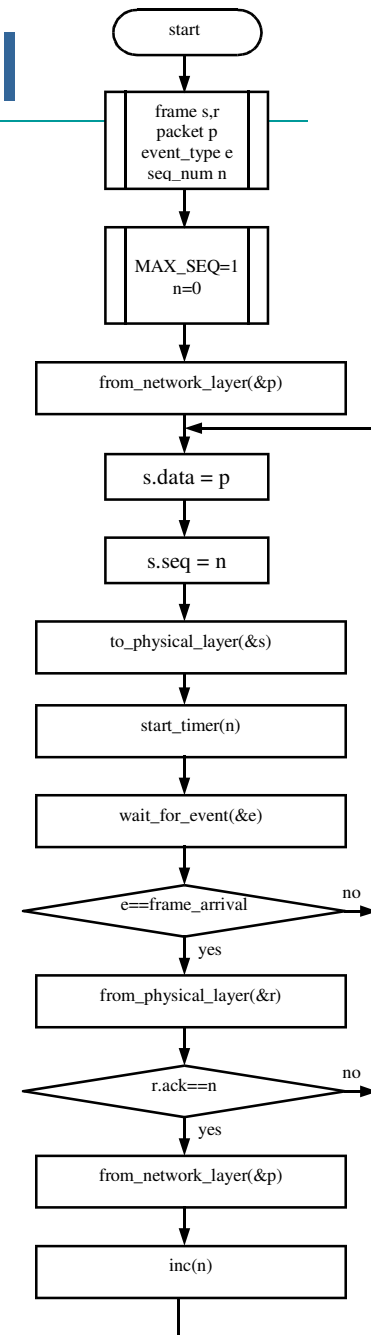 start
frame s,r
packet p
event_type e
seq_num n
MAX_SEQ=1
n=0
from_network_layer(&p)
s.data = p
s.seq = n
to_physical_layer(&s)
start_timer(n)
wait_for_event(&e)
e==frame_arrival
no
yes
from_physical_layer(&r)
r.ack==n
no
yes
from_network_layer(&p)
inc(n)